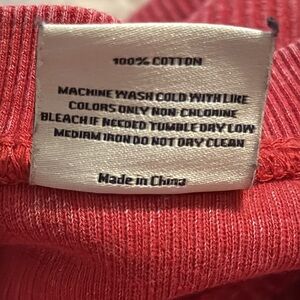 100% COTTON
MACHINE WASH COLD WITH LIKE
COLORS ONLY NON-CHLORINE
BLEACH IF NEEDED TUMBLE DRY LOW
MEDIUM IRON DO NOT DRY CLEAN
Made in China